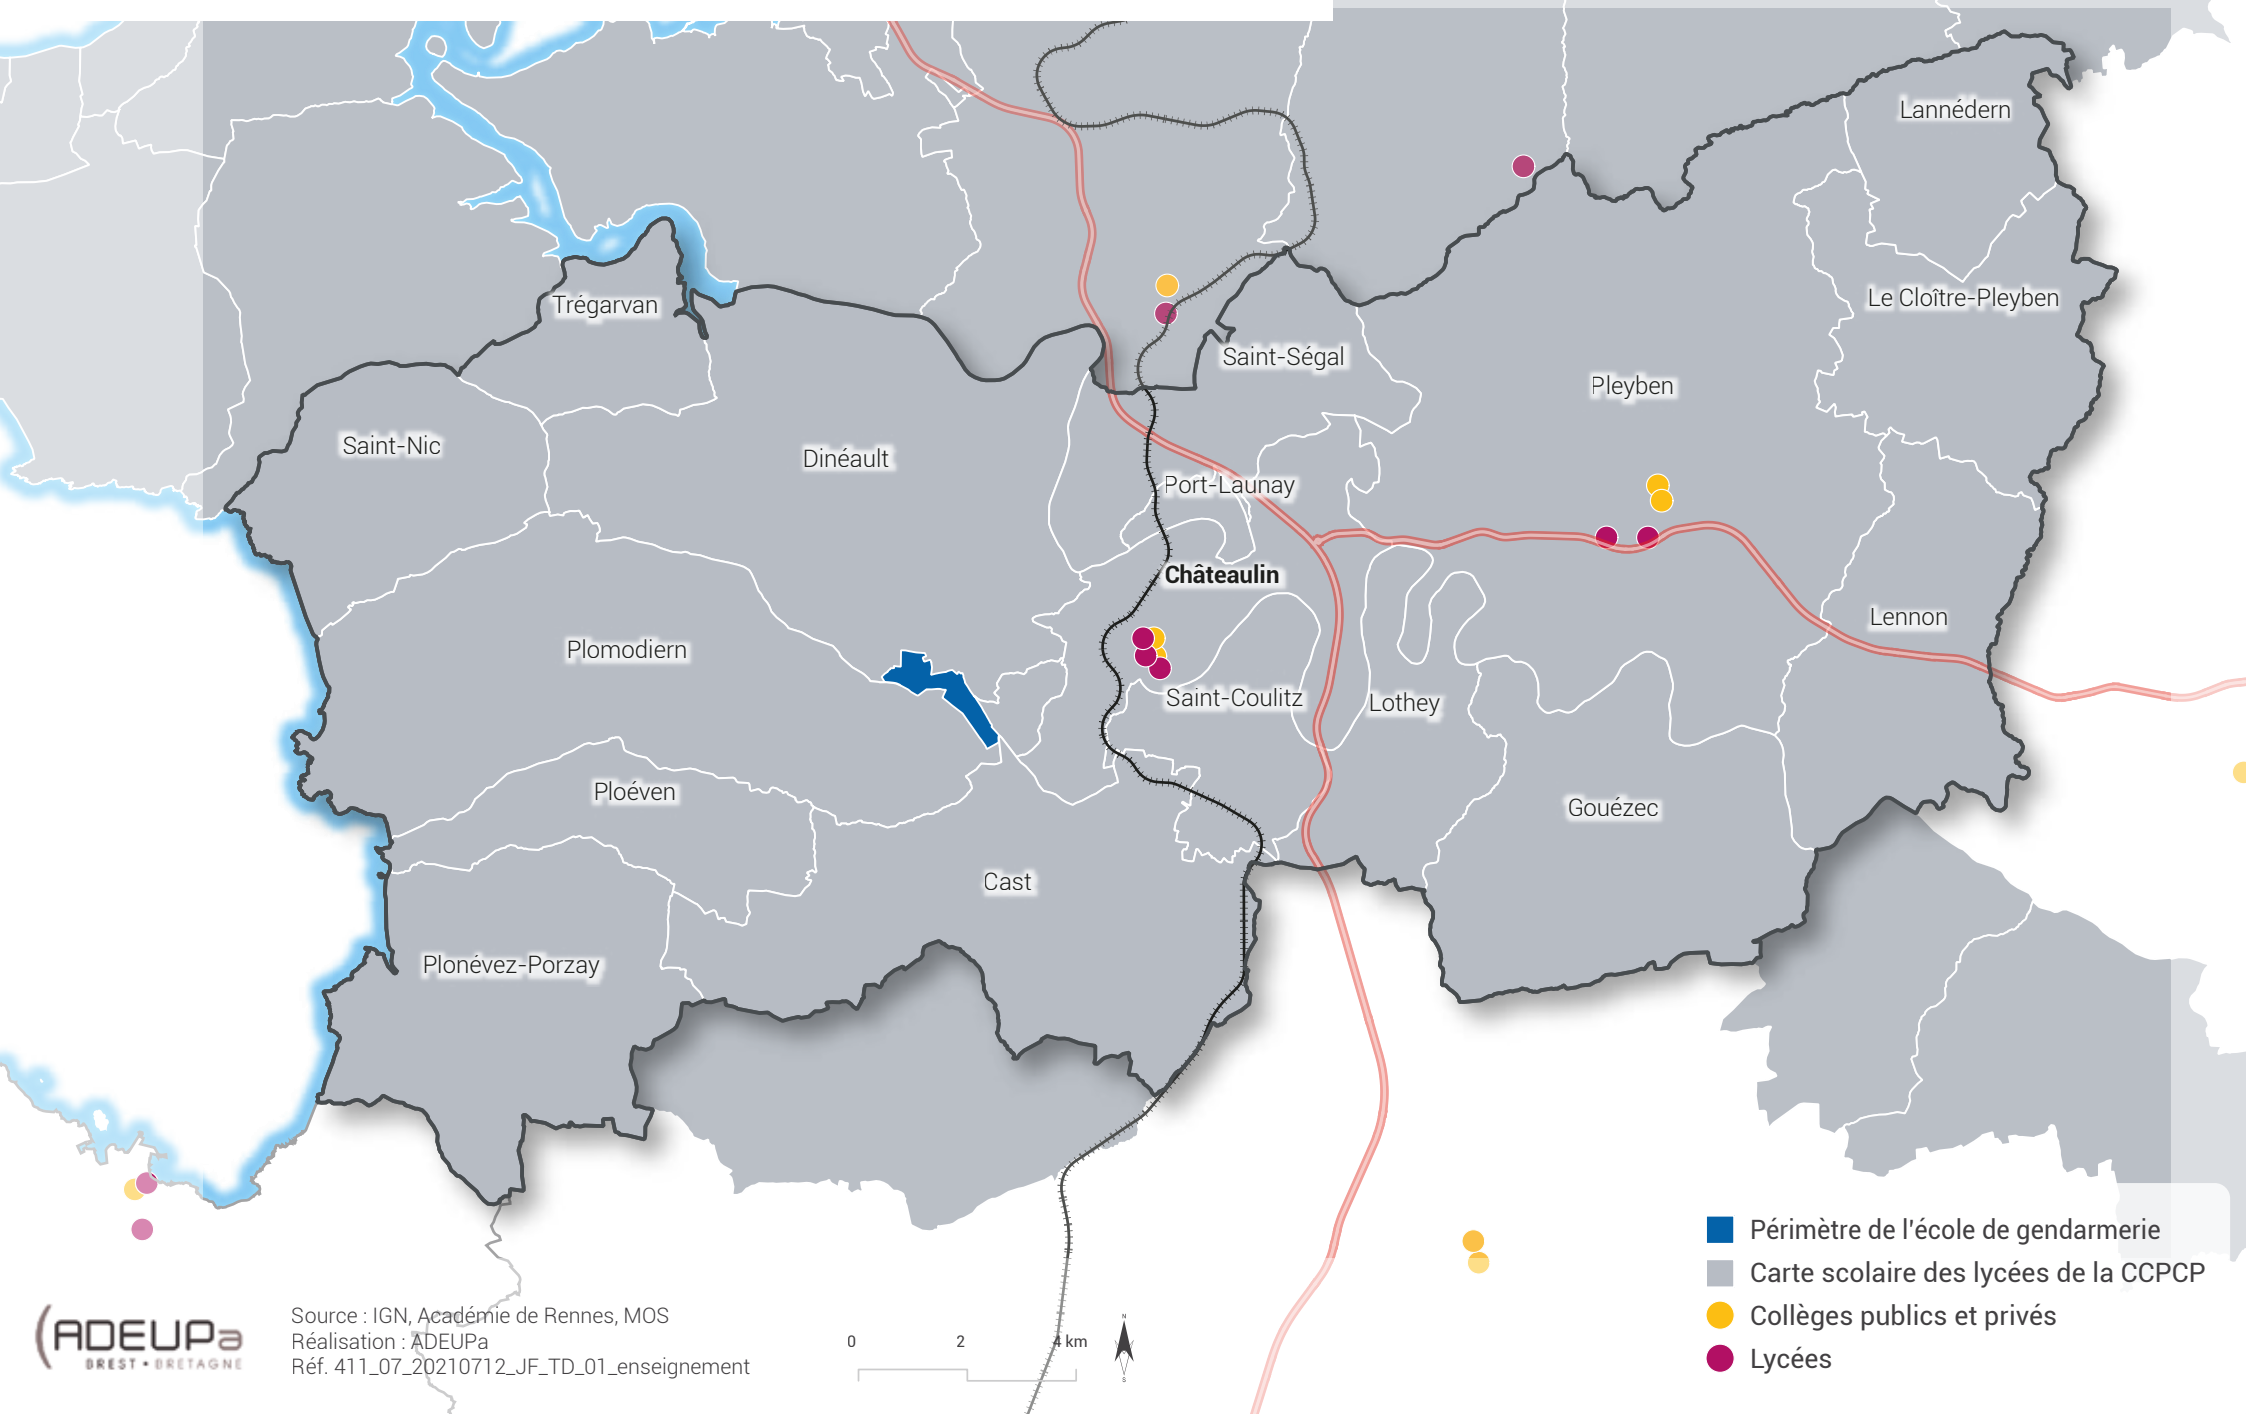 Lannédern
Trégarvan
Le Cloître-Pleyben
Saint-Ségal
Pleyben
Saint-Nic
Dinéault
Port-Launay
Châteaulin
Lennon
Plomodiern
Saint-Coulitz
Lothey
Ploéven
Gouézec
Cast
Plonévez-Porzay
Périmètre de l'école de gendarmerie
Carte scolaire des lycées de la CCPCP
Collèges publics et privés
Lycées
ADEUPa
BREST • BRETAGNE
Source : IGN, Académie de Rennes, MOS
Réalisation : ADEUPa
Réf. 411_07_20210712_JF_TD_01_enseignement
0 2 4 km
N
S